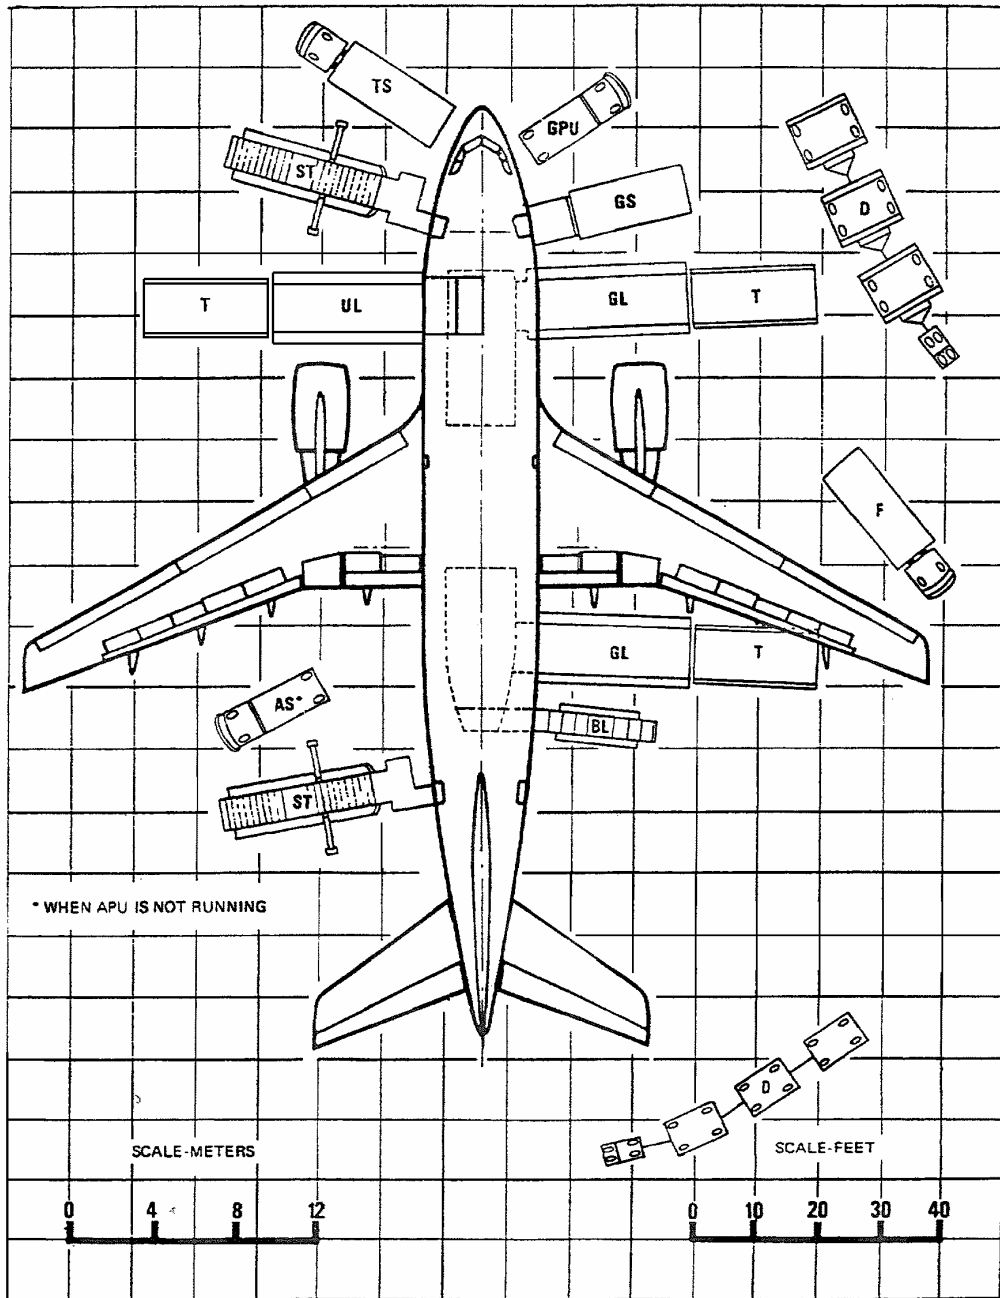 TS
GPU
ST
GS
D
T
UL
GL
T
F
GL
T
AS*
BL
ST
* WHEN APU IS NOT RUNNING
D
SCALE-METERS
SCALE-FEET
0 4 8 12
0 10 20 30 40